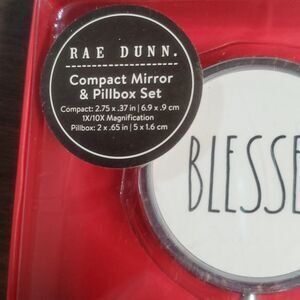 RAE DUNN.
Compact Mirror
& Pillbox Set
Compact: 2.75 x .37 in | 6.9 x .9 cm
1X/10X Magnification
Pillbox: 2 x .65 in | 5 x 1.6 cm
BLESSE